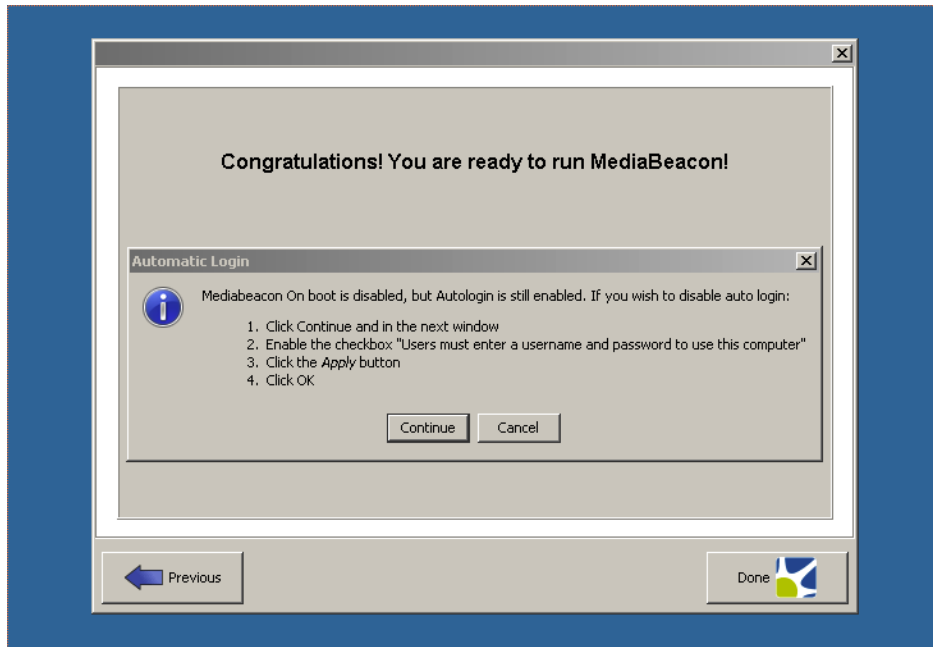 Congratulations! You are ready to run MediaBeacon!
Automatic Login
Mediabeacon On boot is disabled, but Autologin is still enabled. If you wish to disable auto login:
1. Click Continue and in the next window
2. Enable the checkbox "Users must enter a username and password to use this computer"
3. Click the Apply button
4. Click OK
Continue Cancel
Previous Done